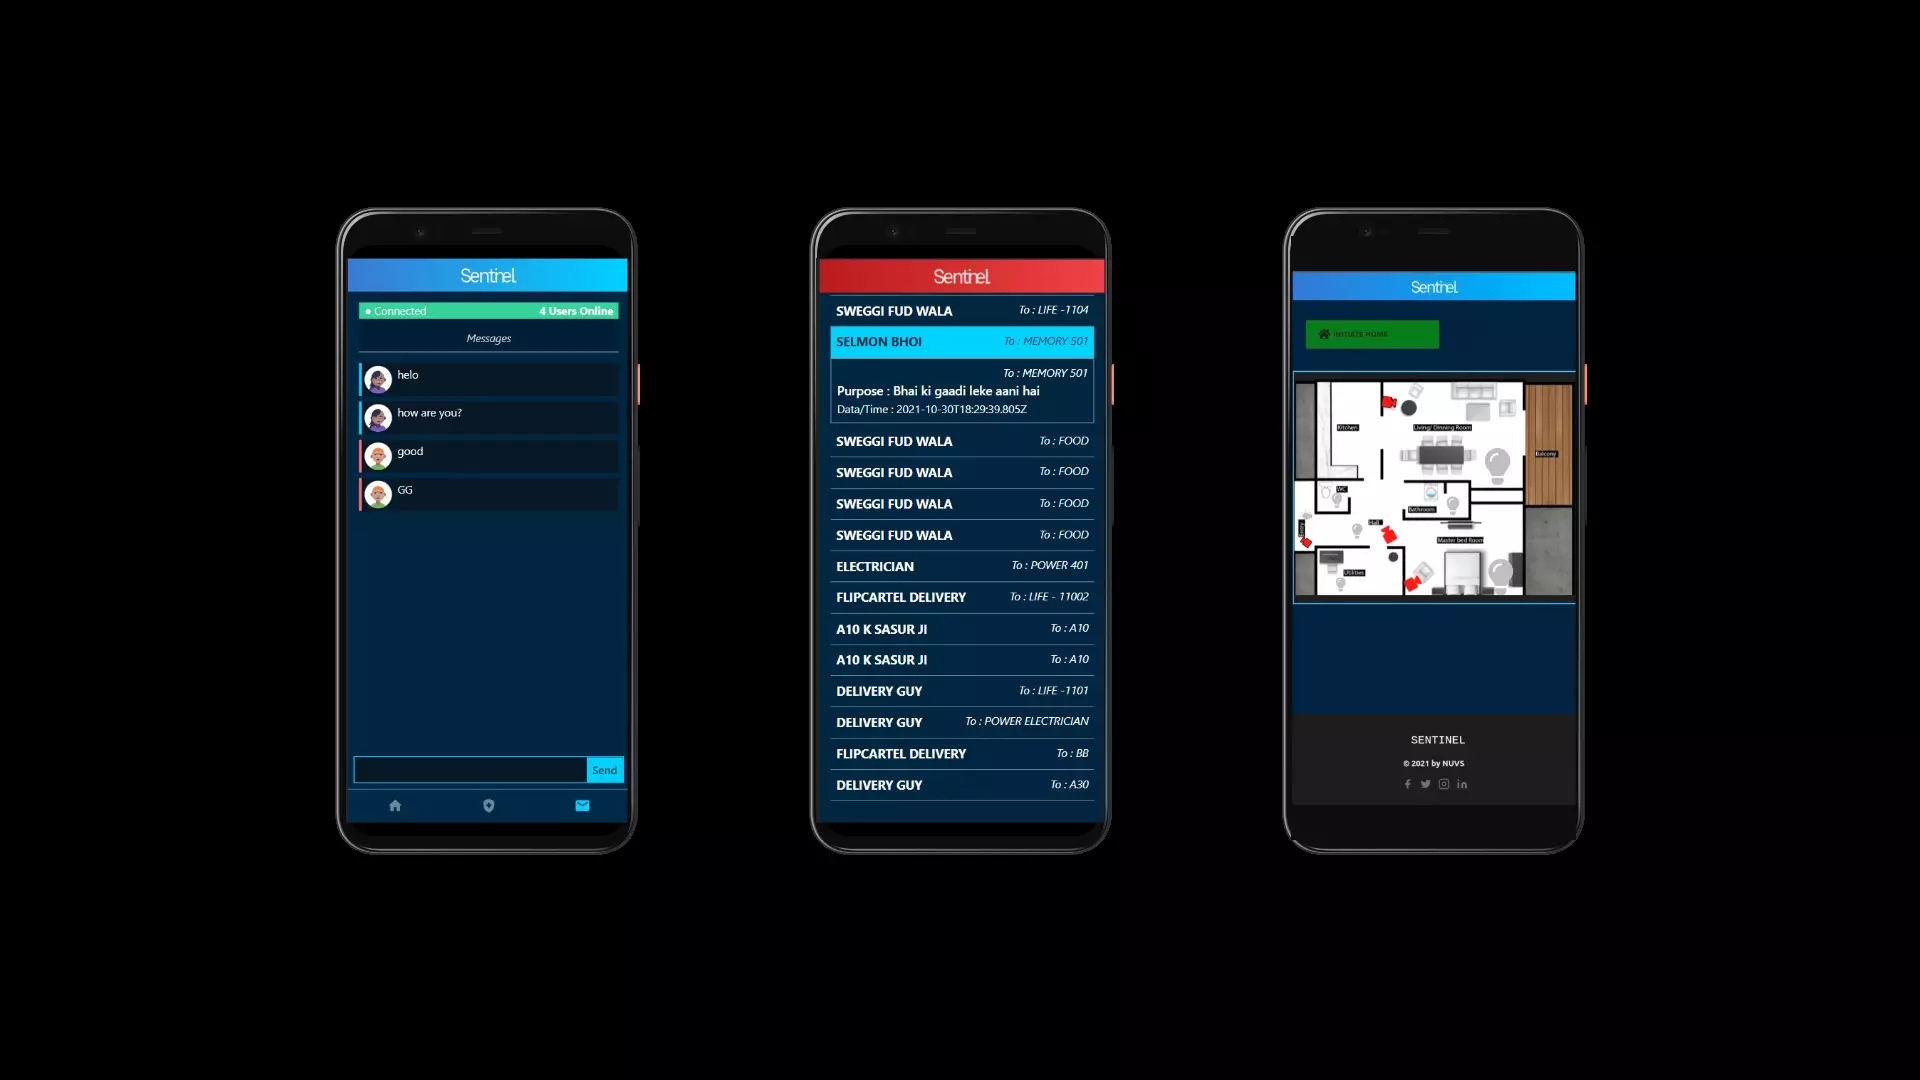 Sentinel
Connected
4 Users Online
Messages
helo
how are you?
good
GG
Send
Sentinel
SWEGGI FUD WALA To : LIFE -1104
SELMON BHOI To : MEMORY 501
To : MEMORY 501
Purpose : Bhai ki gaadi leke aani hai
Data/Time : 2021-10-30T18:29:39.805Z
SWEGGI FUD WALA To : FOOD
SWEGGI FUD WALA To : FOOD
SWEGGI FUD WALA To : FOOD
SWEGGI FUD WALA To : FOOD
ELECTRICIAN To : POWER 401
FLIPCARTEL DELIVERY To : LIFE - 11002
A10 K SASUR JI To : A10
A10 K SASUR JI To : A10
DELIVERY GUY To : LIFE -1101
DELIVERY GUY To : POWER ELECTRICIAN
FLIPCARTEL DELIVERY To : BB
DELIVERY GUY To : A30
Sentinel
INITIATE HOME
Kitchen
Living/ Dinning Room
Balcony
WC
Bathroom
Hall
Master bed Room
Utilities
SENTINEL
© 2021 by NUVS